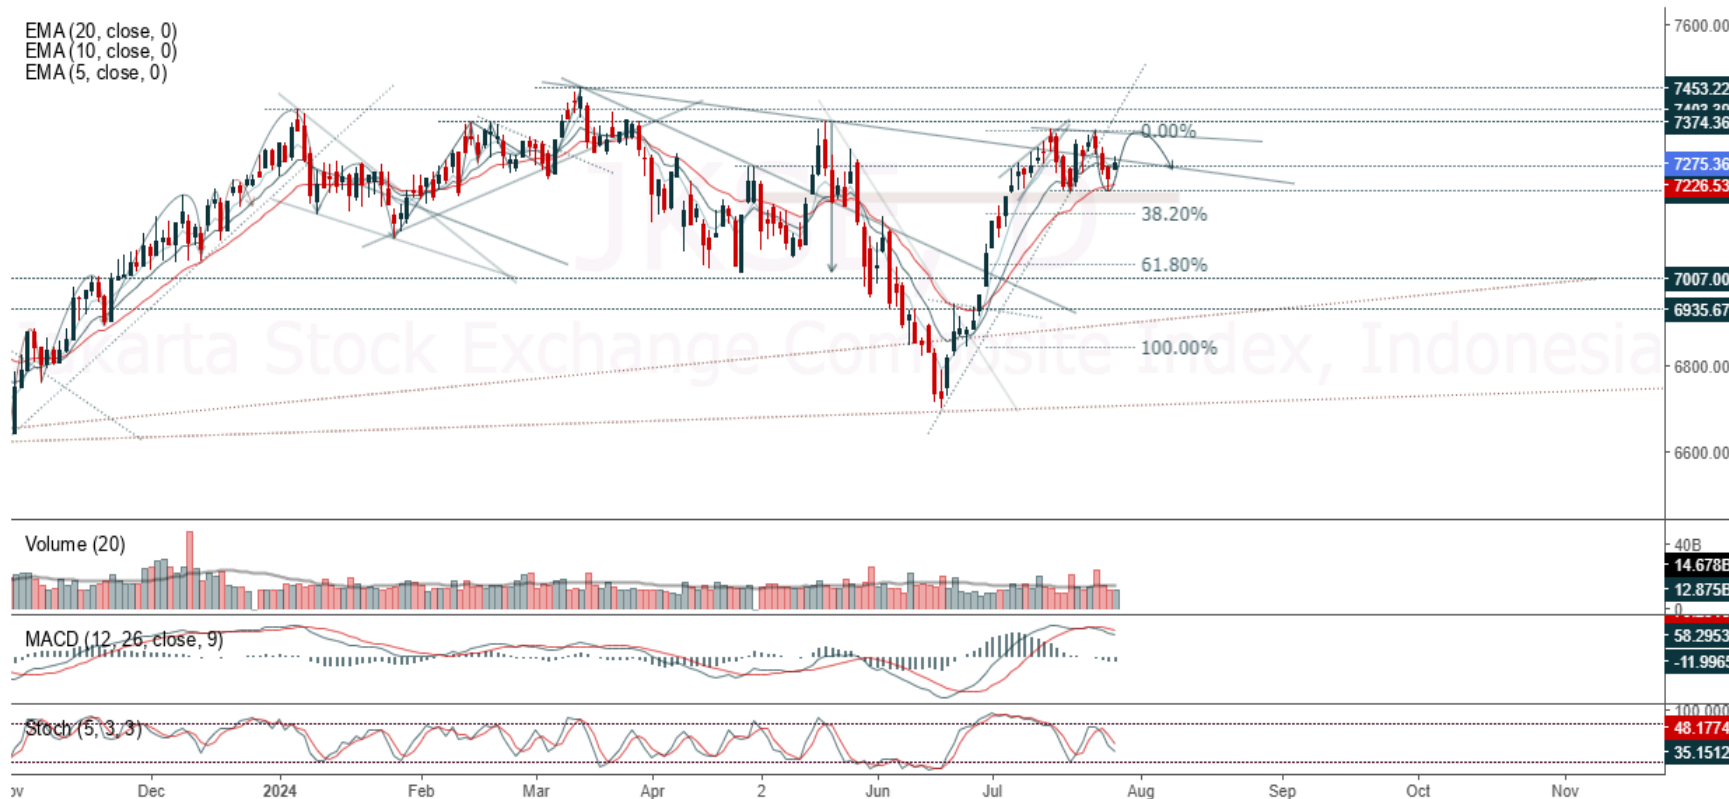 7600.00
EMA (20, close, 0)
EMA (10, close, 0)
EMA (5, close, 0)
7453.22
7374.36
0.00%
7275.36
7226.53
38.20%
61.80%
7007.00
6935.67
karta Stock Exchange Composite Index, Indonesia
100.00%
6800.00
6600.00
Volume (20)
40B
14.678B
12.875B
0
MACD (12, 26, close, 9)
58.2953
-11.9965
Stoch (5, 3, 3)
100.000
48.1774
35.1512
ov Dec 2024 Feb Mar Apr 2 Jun Jul Aug Sep Oct Nov